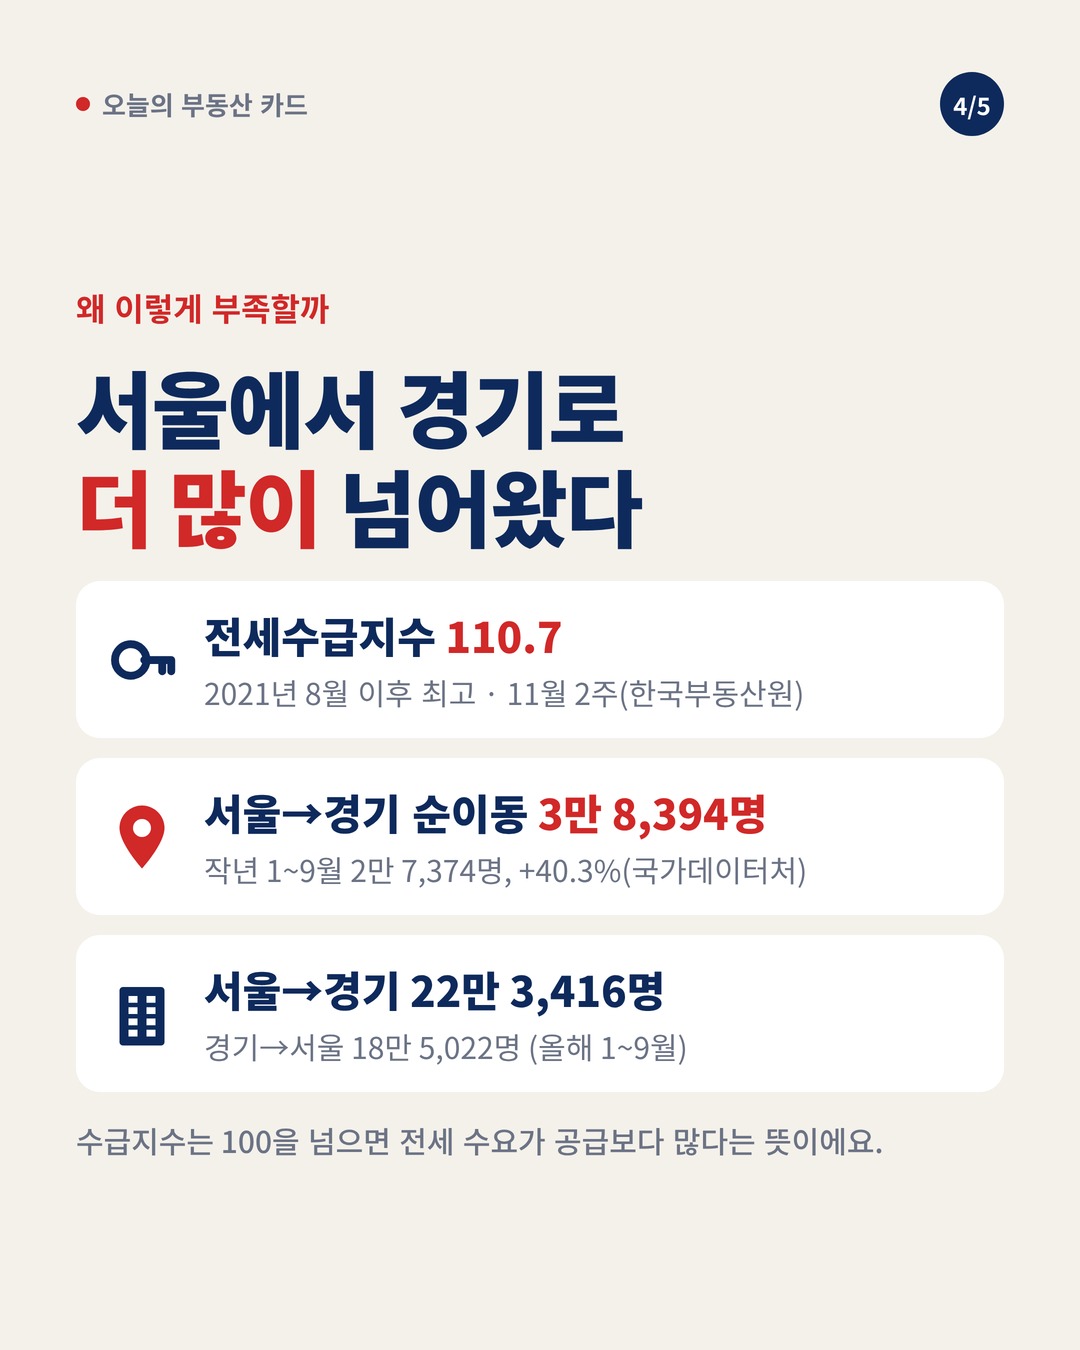 오늘의 부동산 카드
4/5
왜 이렇게 부족할까
서울에서 경기로
더 많이 넘어왔다
전세수급지수 110.7
2021년 8월 이후 최고 · 11월 2주(한국부동산원)
서울→경기 순이동 3만 8,394명
작년 1~9월 2만 7,374명, +40.3%(국가데이터처)
서울→경기 22만 3,416명
경기→서울 18만 5,022명 (올해 1~9월)
수급지수는 100을 넘으면 전세 수요가 공급보다 많다는 뜻이에요.